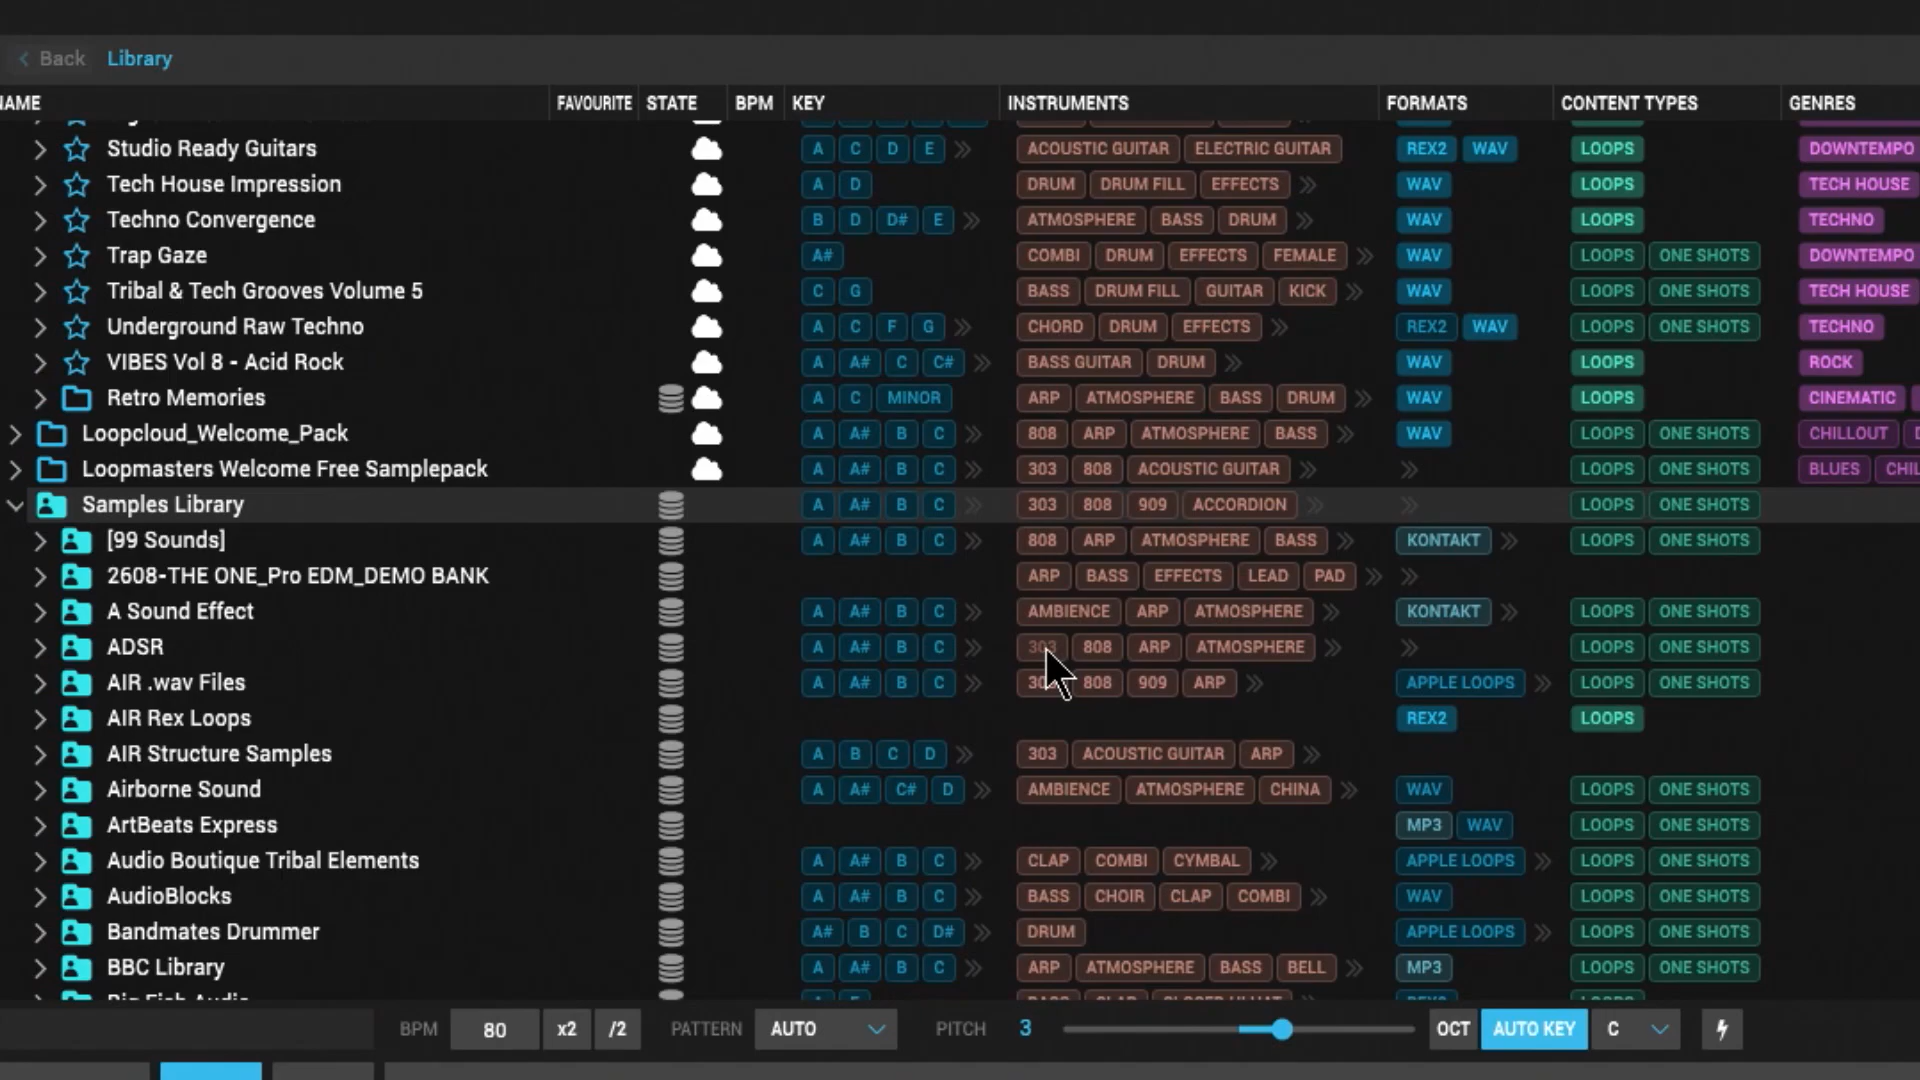 Back Library
NAME FAVOURITE STATE BPM KEY INSTRUMENTS FORMATS CONTENT TYPES GENRES
Studio Ready Guitars A C D E ACOUSTIC GUITAR ELECTRIC GUITAR REX2 WAV LOOPS DOWNTEMPO
Tech House Impression A D DRUM DRUM FILL EFFECTS WAV LOOPS TECH HOUSE
Techno Convergence B D D# E ATMOSPHERE BASS DRUM WAV LOOPS TECHNO
Trap Gaze A# COMBI DRUM EFFECTS FEMALE WAV LOOPS ONE SHOTS DOWNTEMPO
Tribal & Tech Grooves Volume 5 C G BASS DRUM FILL GUITAR KICK WAV LOOPS ONE SHOTS TECH HOUSE
Underground Raw Techno A C F G CHORD DRUM EFFECTS REX2 WAV LOOPS ONE SHOTS TECHNO
VIBES Vol 8 - Acid Rock A A# C C# BASS GUITAR DRUM WAV LOOPS ROCK
Retro Memories A C MINOR ARP ATMOSPHERE BASS DRUM WAV LOOPS CINEMATIC
Loopcloud_Welcome_Pack A A# B C 808 ARP ATMOSPHERE BASS WAV LOOPS ONE SHOTS CHILLOUT
Loopmasters Welcome Free Samplepack A A# B C 303 808 ACOUSTIC GUITAR LOOPS ONE SHOTS BLUES CHIL
Samples Library A A# B C 303 808 909 ACCORDION LOOPS ONE SHOTS
[99 Sounds] A A# B C 808 ARP ATMOSPHERE BASS KONTAKT LOOPS ONE SHOTS
2608-THE ONE_Pro EDM_DEMO BANK ARP BASS EFFECTS LEAD PAD
A Sound Effect A A# B C AMBIENCE ARP ATMOSPHERE KONTAKT LOOPS ONE SHOTS
ADSR A A# B C 303 808 ARP ATMOSPHERE LOOPS ONE SHOTS
AIR .wav Files A A# B C 808 909 ARP APPLE LOOPS LOOPS ONE SHOTS
AIR Rex Loops REX2 LOOPS
AIR Structure Samples A B C D 303 ACOUSTIC GUITAR ARP
Airborne Sound A A# C# D AMBIENCE ATMOSPHERE CHINA WAV LOOPS ONE SHOTS
ArtBeats Express MP3 WAV LOOPS ONE SHOTS
Audio Boutique Tribal Elements A A# B C CLAP COMBI CYMBAL APPLE LOOPS LOOPS ONE SHOTS
AudioBlocks A A# B C BASS CHOIR CLAP COMBI WAV LOOPS ONE SHOTS
Bandmates Drummer A# B C D# DRUM APPLE LOOPS LOOPS ONE SHOTS
BBC Library A A# B C ARP ATMOSPHERE BASS BELL MP3 LOOPS ONE SHOTS
BPM 80 x2 /2 PATTERN AUTO PITCH 3 OCT AUTO KEY C